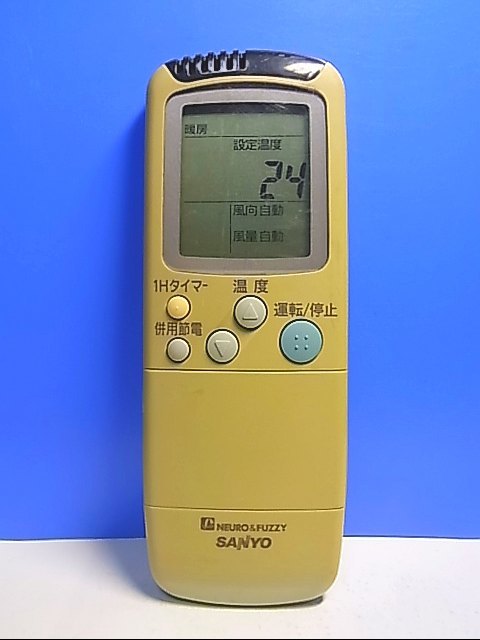 暖房
設定温度
24
風向自動
風量自動
1Hタイマー
温度
運転/停止
併用節電
NEURO&FUZZY
SANYO